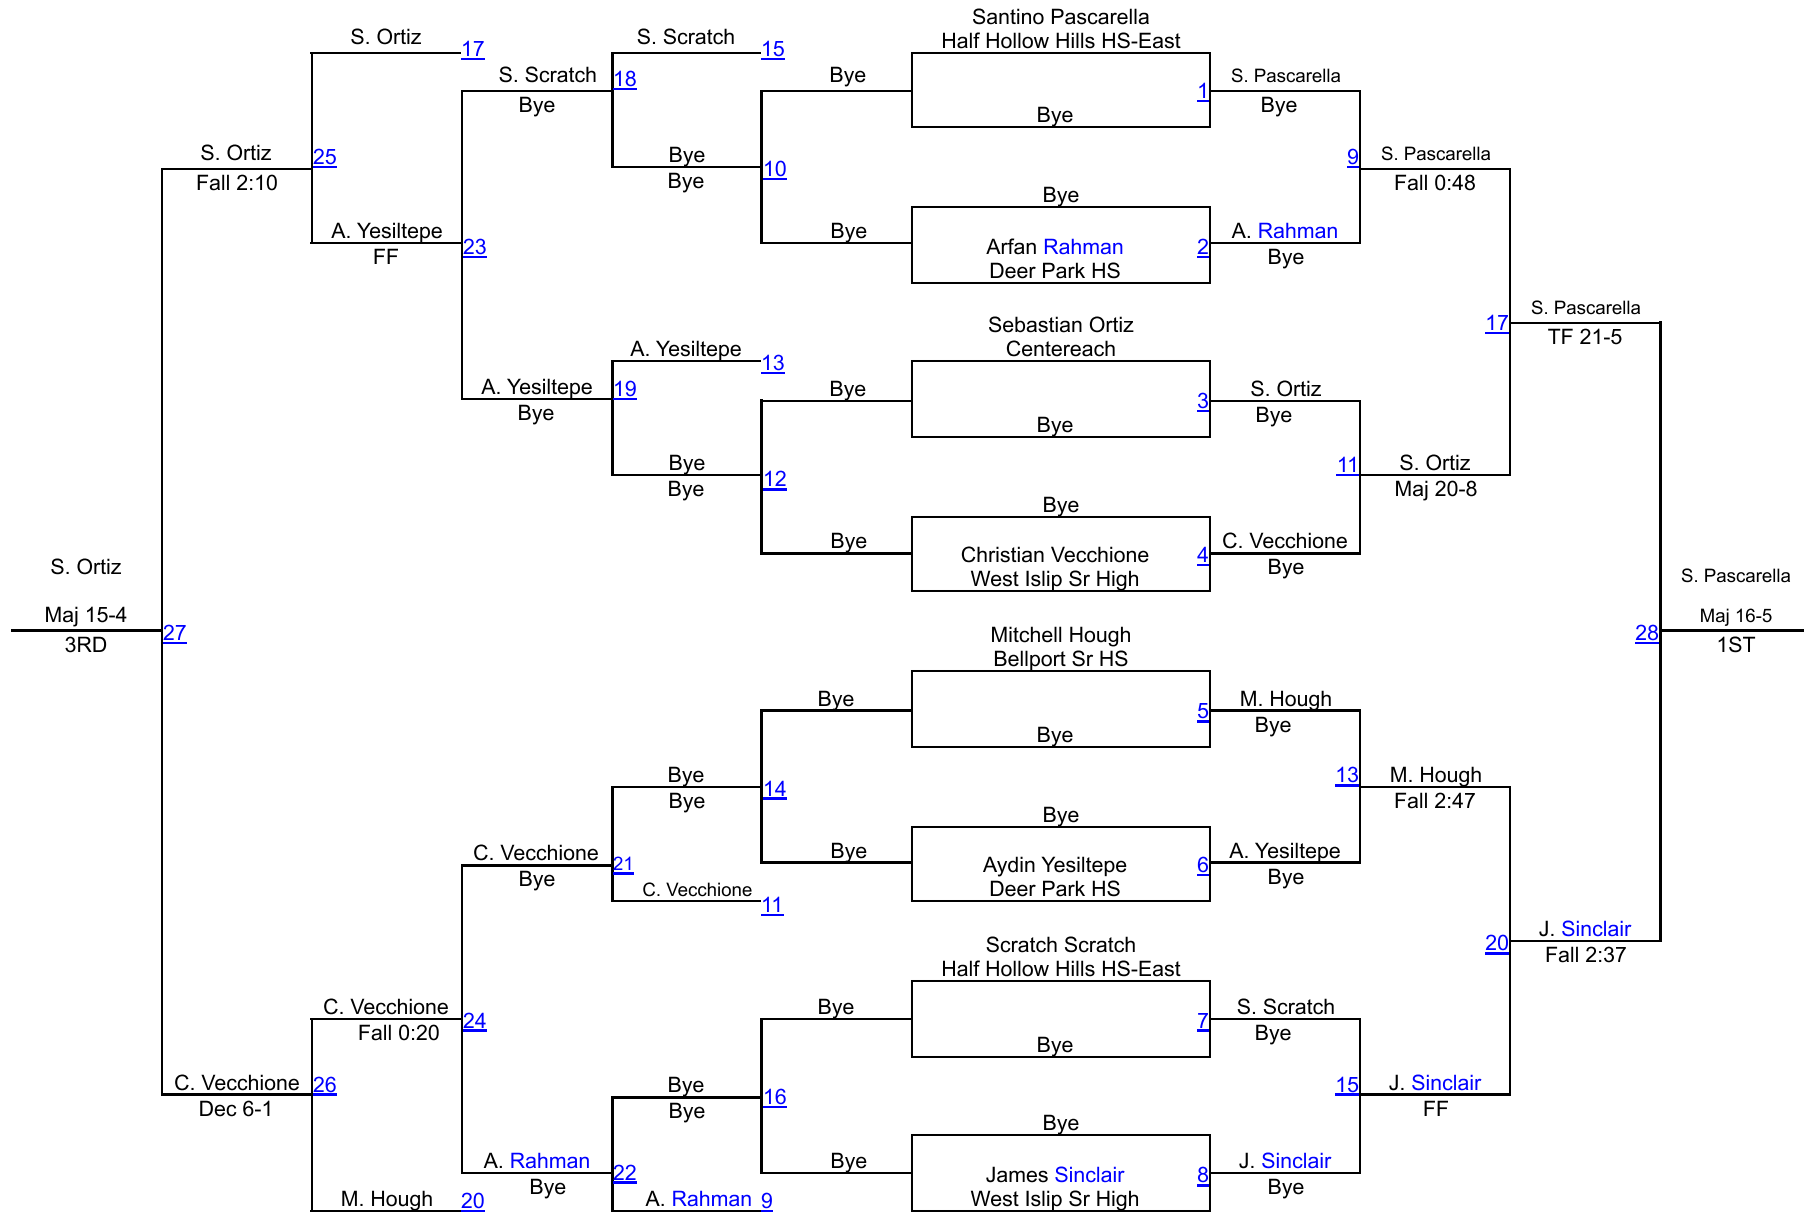 Santino Pascarella
S. Ortiz
17
S. Scratch
15
Half Hollow Hills HS-East
S. Scratch
18
Bye
1
S. Pascarella
Bye
Bye
Bye
S. Ortiz
25
Bye
10
9
S. Pascarella
Fall 2:10
Bye
Bye
Fall 0:48
A. Yesiltepe
23
Bye
Arfan Rahman
2
A. Rahman
FF
Deer Park HS
Bye
Sebastian Ortiz
17
S. Pascarella
A. Yesiltepe
13
Centereach
TF 21-5
A. Yesiltepe
19
Bye
3
S. Ortiz
Bye
Bye
Bye
Bye
12
11
S. Ortiz
Bye
Bye
Maj 20-8
Bye
Christian Vecchione
4
C. Vecchione
S. Ortiz
West Islip Sr High
Bye
S. Pascarella
Maj 15-4
27
Mitchell Hough
28
Maj 16-5
3RD
Bellport Sr HS
1ST
Bye
5
M. Hough
Bye
Bye
Bye
14
13
M. Hough
Bye
Bye
Fall 2:47
C. Vecchione
21
Bye
Aydin Yesiltepe
6
A. Yesiltepe
Bye
C. Vecchione
11
Deer Park HS
Bye
Scratch Scratch
20
J. Sinclair
Half Hollow Hills HS-East
Fall 2:37
C. Vecchione
24
Bye
7
S. Scratch
Fall 0:20
Bye
Bye
C. Vecchione
26
Bye
16
15
J. Sinclair
Dec 6-1
Bye
Bye
FF
A. Rahman
22
Bye
James Sinclair
8
J. Sinclair
Bye
Bye
M. Hough
20
A. Rahman
9
West Islip Sr High